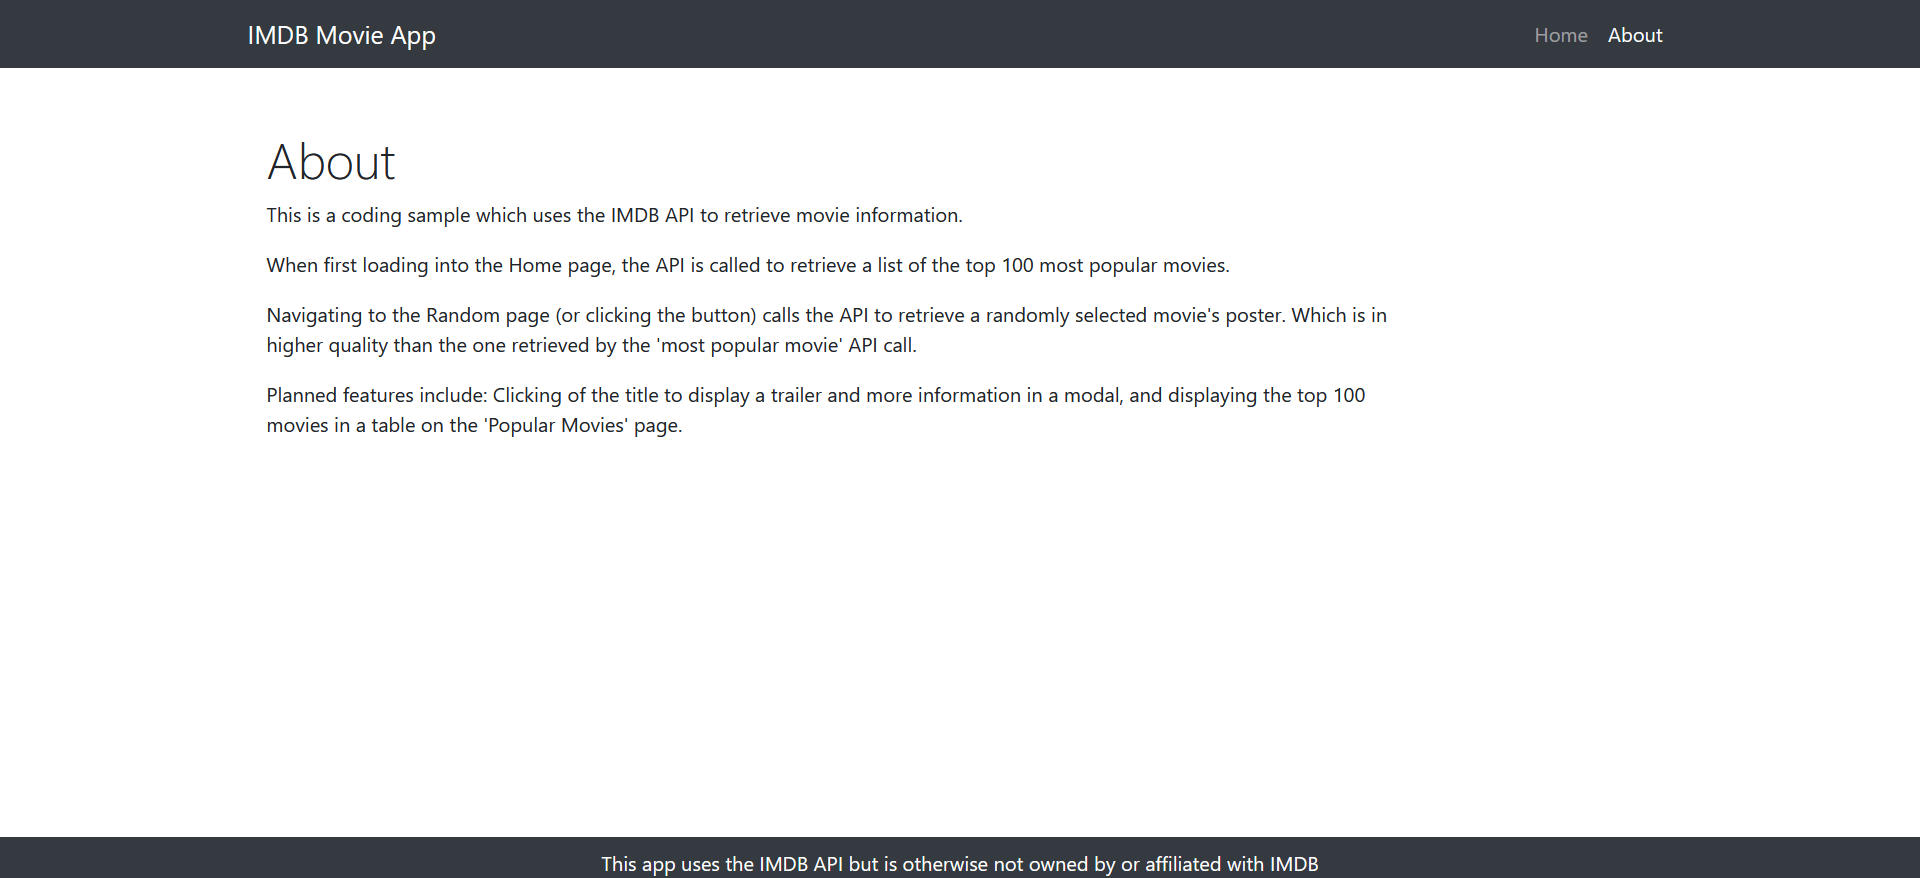 IMDB Movie App
Home About
About
This is a coding sample which uses the IMDB API to retrieve movie information.
When first loading into the Home page, the API is called to retrieve a list of the top 100 most popular movies.
Navigating to the Random page (or clicking the button) calls the API to retrieve a randomly selected movie's poster. Which is in
higher quality than the one retrieved by the 'most popular movie' API call.
Planned features include: Clicking of the title to display a trailer and more information in a modal, and displaying the top 100
movies in a table on the 'Popular Movies' page.
This app uses the IMDB API but is otherwise not owned by or affiliated with IMDB